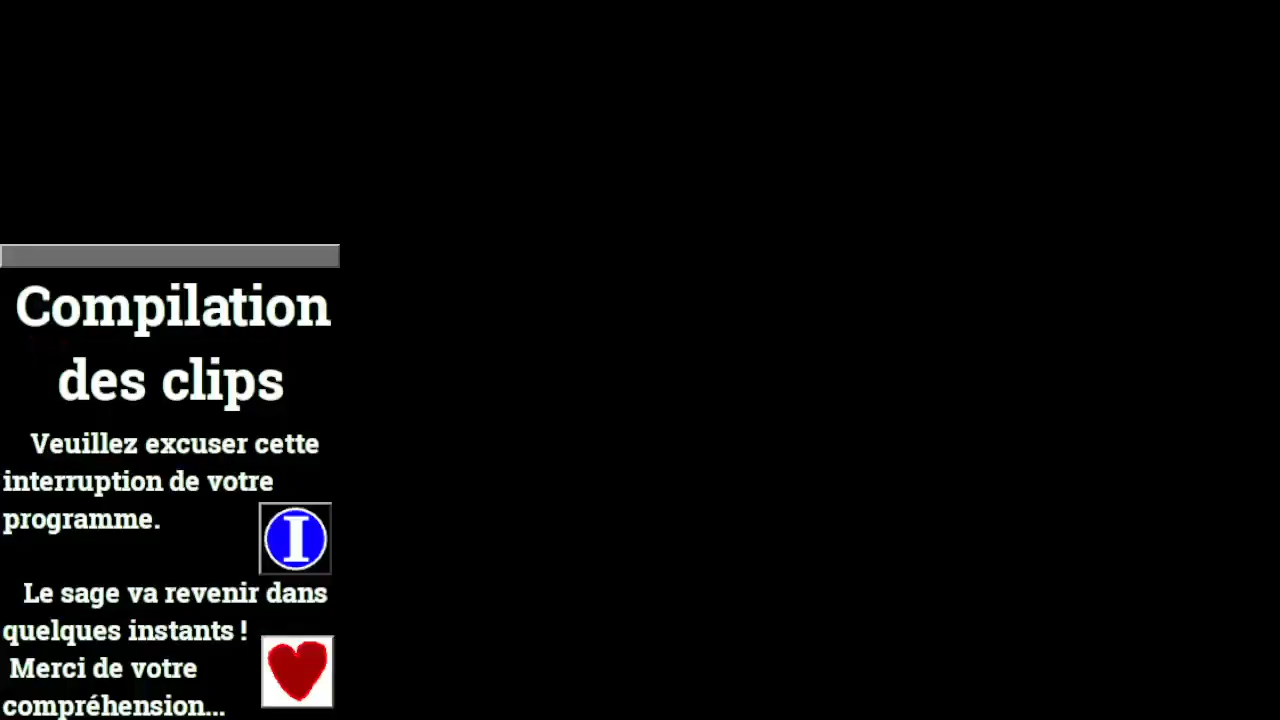 Compilation
des clips
Veuillez excuser cette
interruption de votre
programme.
I
Le sage va revenir dans
quelques instants !
Merci de votre
compréhension...